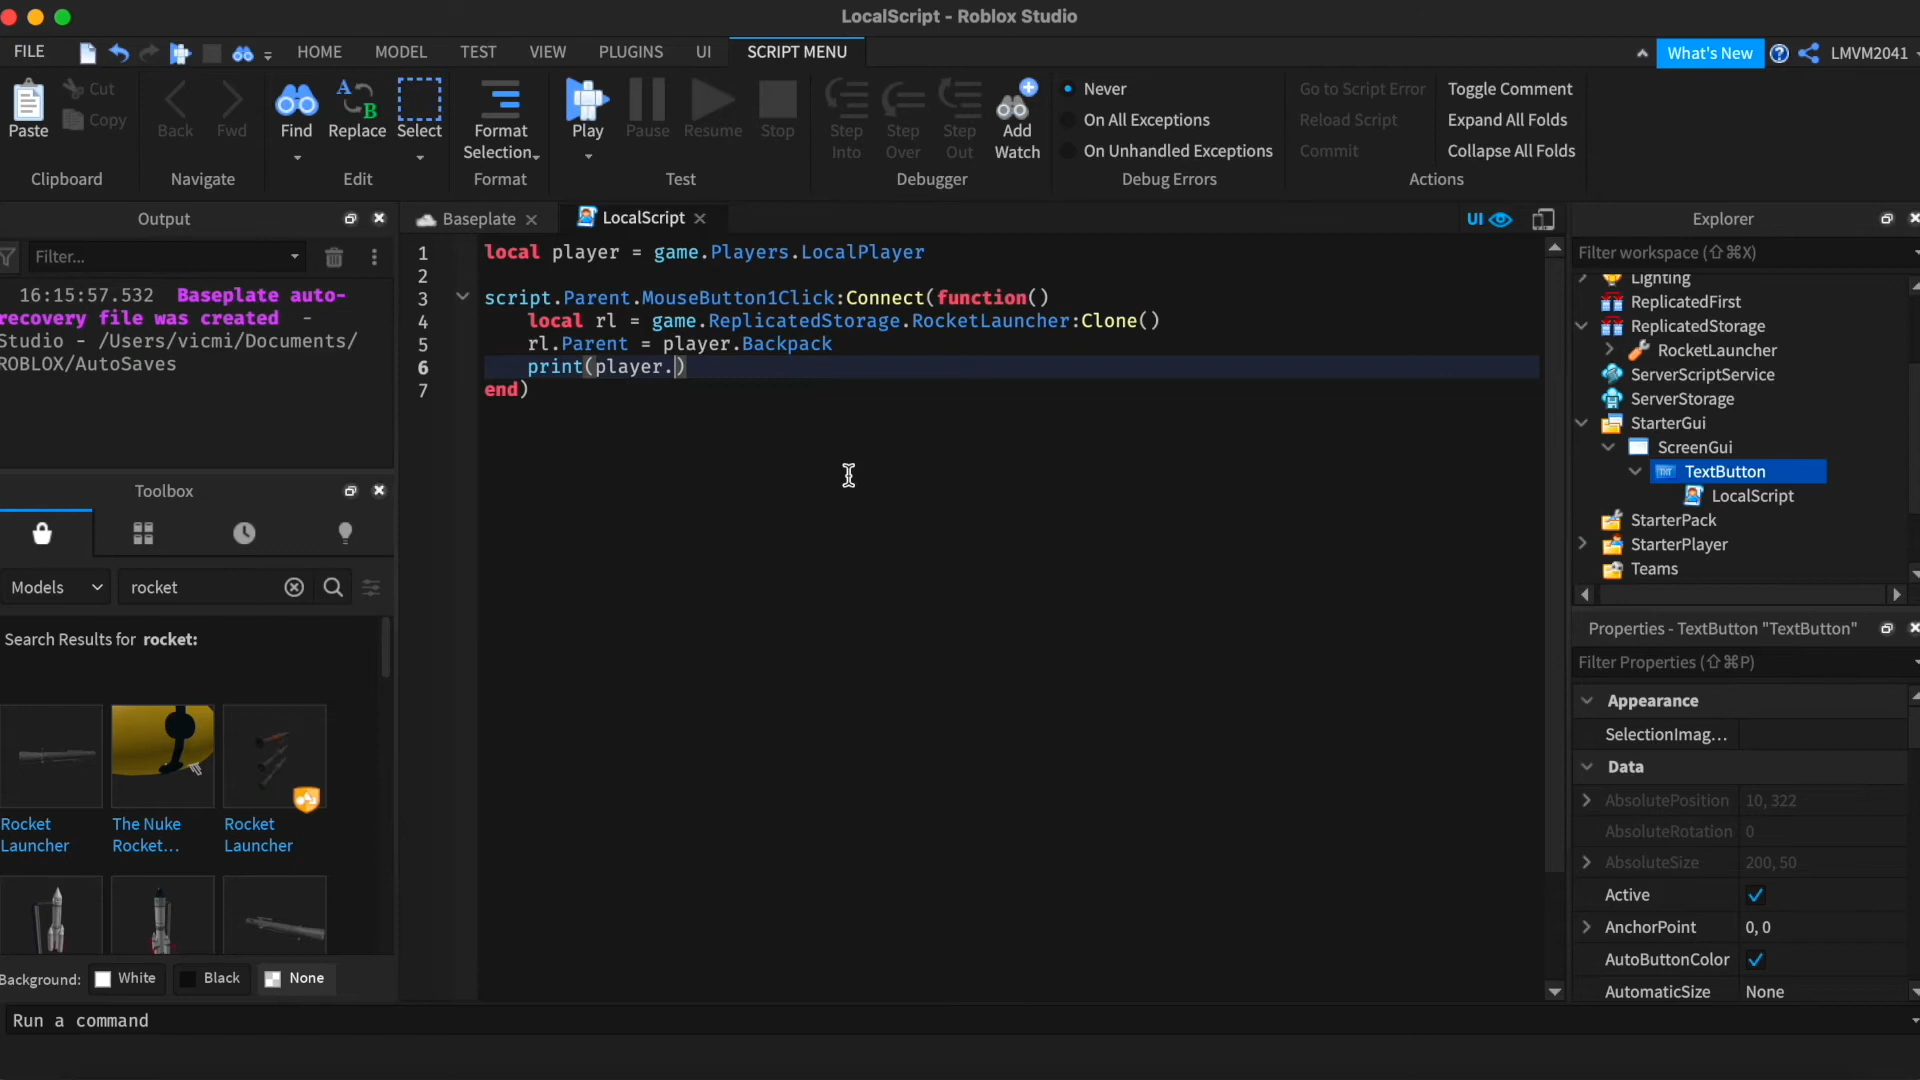 LocalScript - Roblox Studio
FILE HOME MODEL TEST VIEW PLUGINS UI SCRIPT MENU What's New LMVM2041
Paste Cut Copy Back Fwd Find Replace Select Format Selection Play Pause Resume Stop Step Into Step Over Step Out Add Watch
Never Go to Script Error Toggle Comment
On All Exceptions Reload Script Expand All Folds
On Unhandled Exceptions Commit Collapse All Folds
Clipboard Navigate Edit Format Test Debugger Debug Errors Actions
Output
Filter...
16:15:57.532 Baseplate auto-
recovery file was created -
Studio - /Users/vicmi/Documents/
ROBLOX/AutoSaves
Toolbox
Models rocket
Search Results for rocket:
Rocket Launcher
The Nuke Rocket...
Rocket Launcher
Background: White Black None
Run a command
Baseplate LocalScript UI
1 local player = game.Players.LocalPlayer
2
3 script.Parent.MouseButton1Click:Connect(function()
4 local rl = game.ReplicatedStorage.RocketLauncher:Clone()
5 rl.Parent = player.Backpack
6 print(player.)
7 end)
Explorer
Filter workspace (⇧⌘X)
Lighting
ReplicatedFirst
ReplicatedStorage
RocketLauncher
ServerScriptService
ServerStorage
StarterGui
ScreenGui
TextButton
LocalScript
StarterPack
StarterPlayer
Teams
Properties - TextButton "TextButton"
Filter Properties (⇧⌘P)
Appearance
SelectionImag...
Data
AbsolutePosition 10, 322
AbsoluteRotation 0
AbsoluteSize 200, 50
Active
AnchorPoint 0, 0
AutoButtonColor
AutomaticSize None